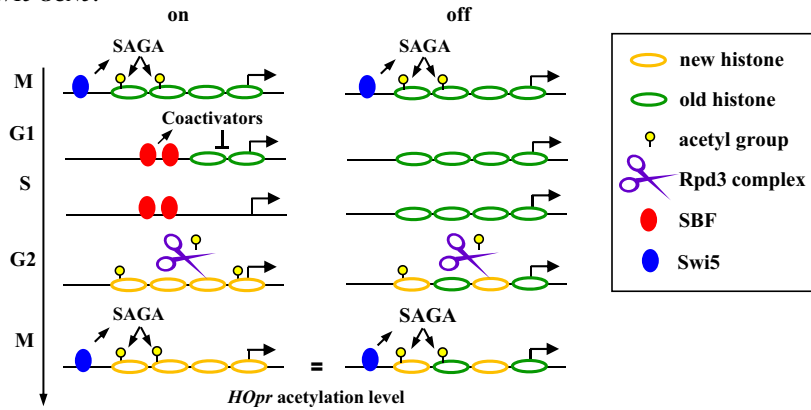 on off
SAGA SAGA
M
G1 Coactivators
S
G2
SAGA SAGA
M
=
HOpr acetylation level
new histone
old histone
acetyl group
Rpd3 complex
SBF
Swi5